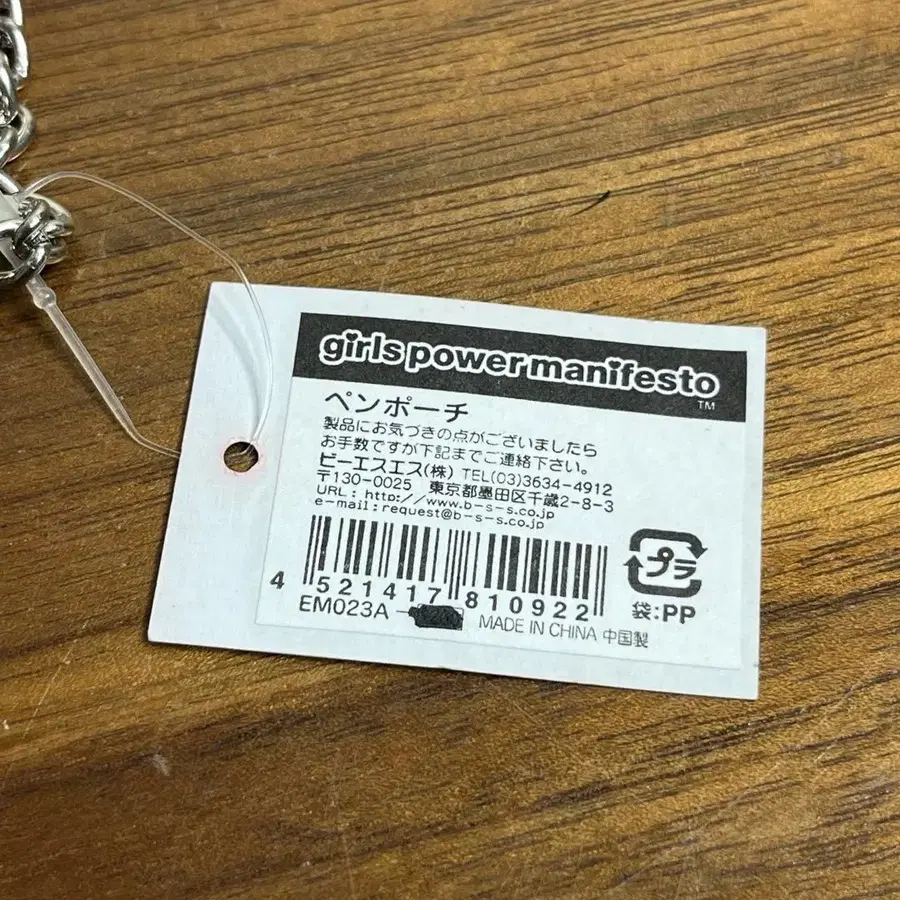 girls power manifesto
TM
ペンポーチ
製品にお気づきの点がございましたら
お手数ですが下記までご連絡下さい。
ビーエスエス(株) TEL(03)3634-4912
〒130-0025 東京都墨田区千歳2-8-3
URL: http://www.b-s-s.co.jp
e-mail:request@b-s-s.co.jp
4 521417 810922
EM023A-
MADE IN CHINA 中国製
プラ
袋:PP